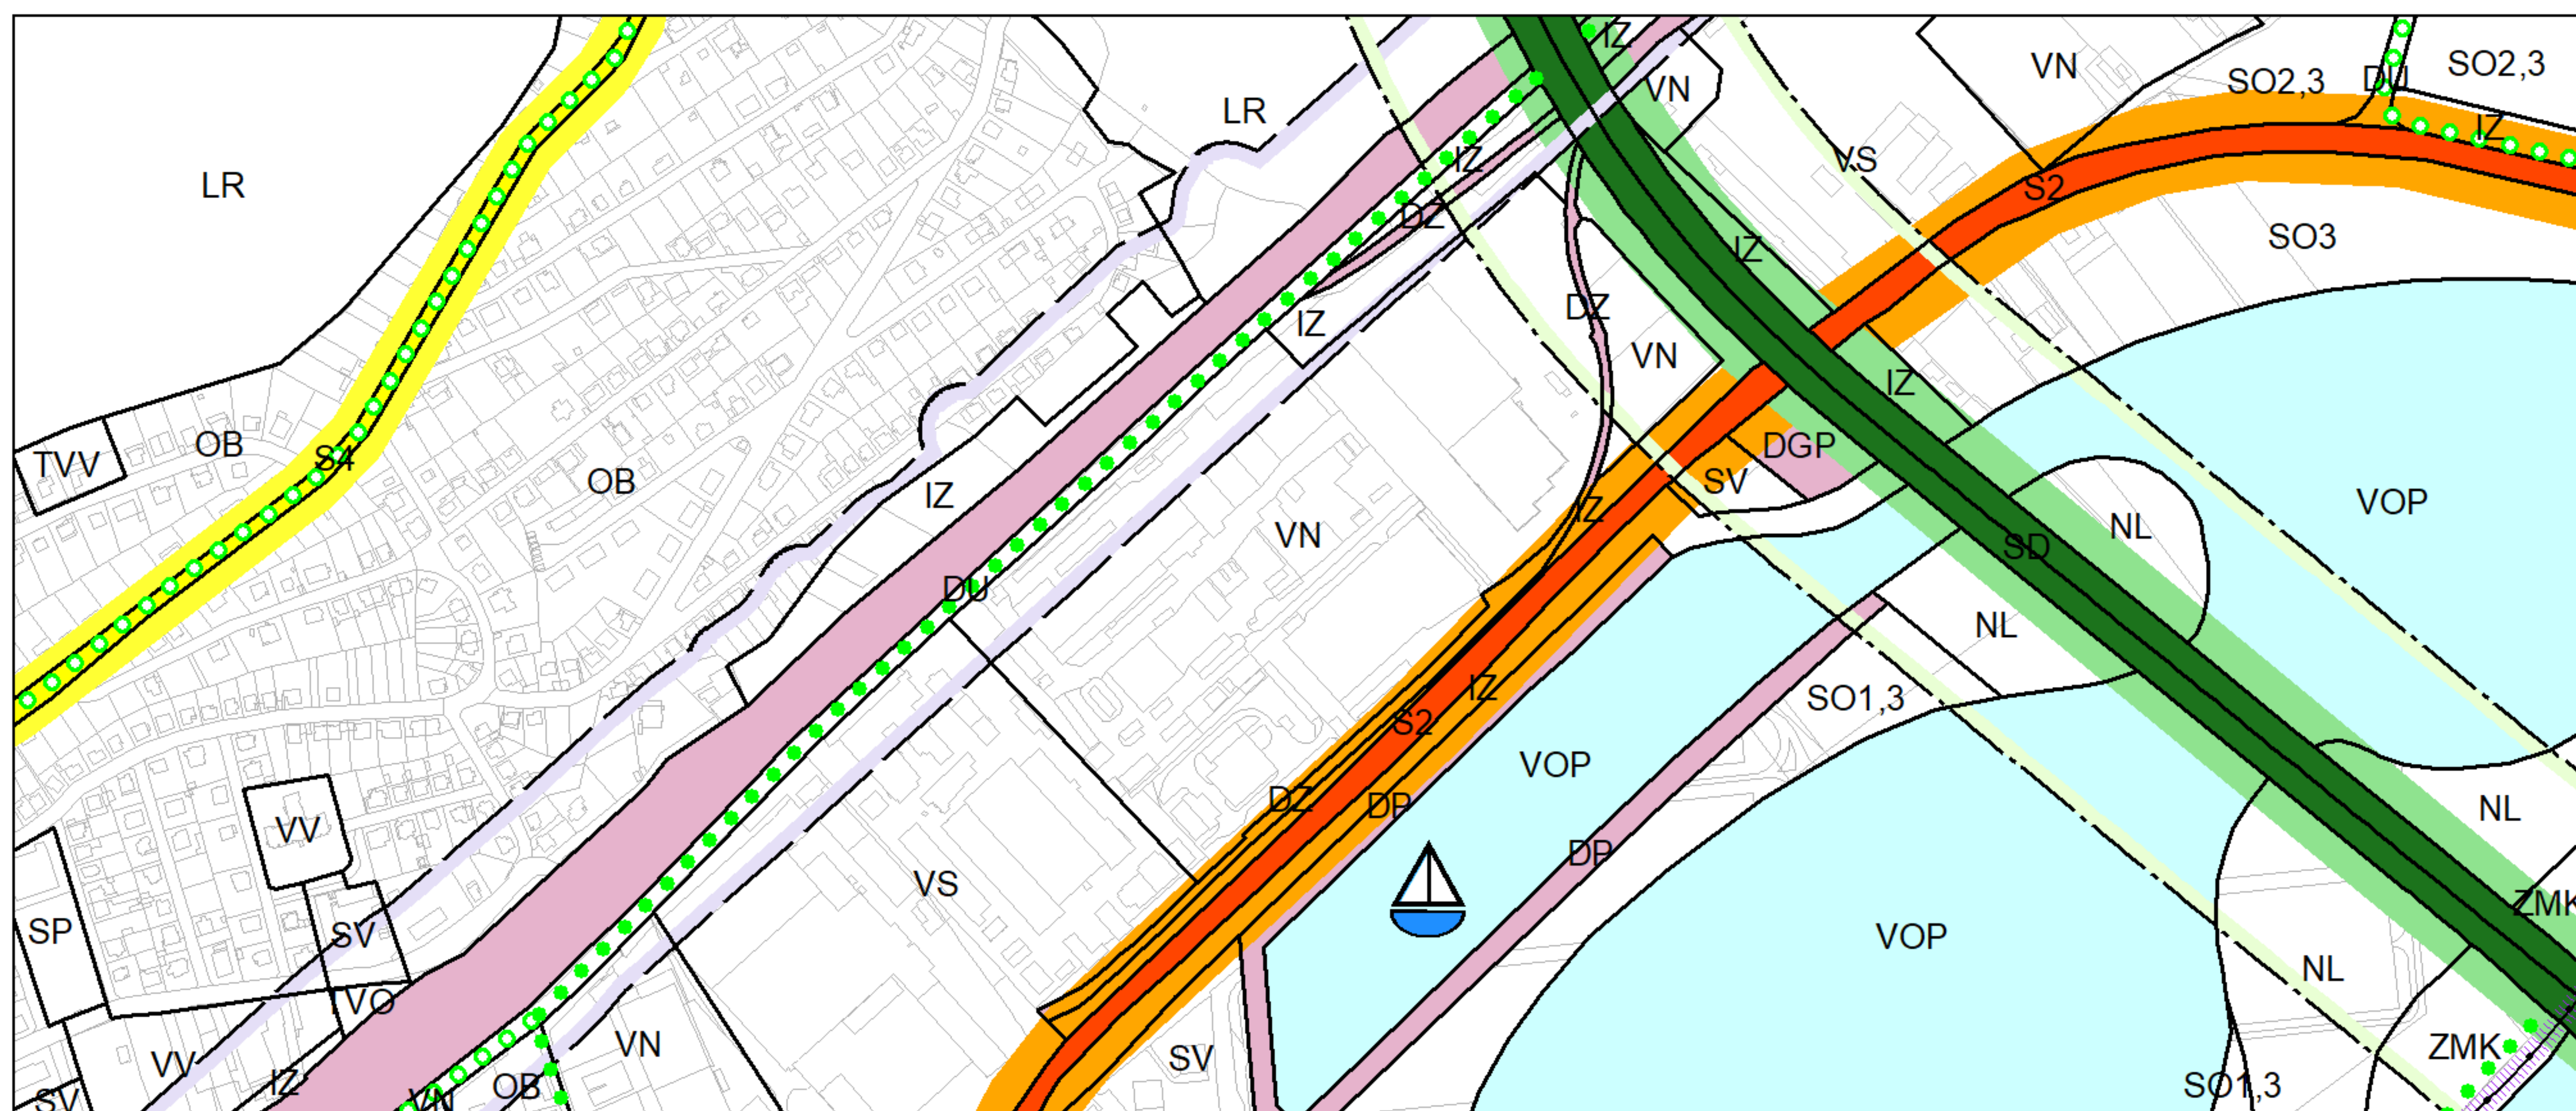 IZ
VN
VN
SO2,3
DU
SO2,3
LR
IZ
IZ
VS
LR
S2
DZ
SO3
IZ
DZ
IZ
VN
IZ
OB
TVV
S4
OB
DGP
SV
IZ
IZ
VN
VOP
NL
SD
DU
NL
IZ
SO1,3
S2
VOP
DZ
DP
NL
VV
DP
VS
ZMK
SP
SV
VOP
NL
TVO
VN
ZMK
VV
IZ
SV
OB
SO1,3
VN
SV